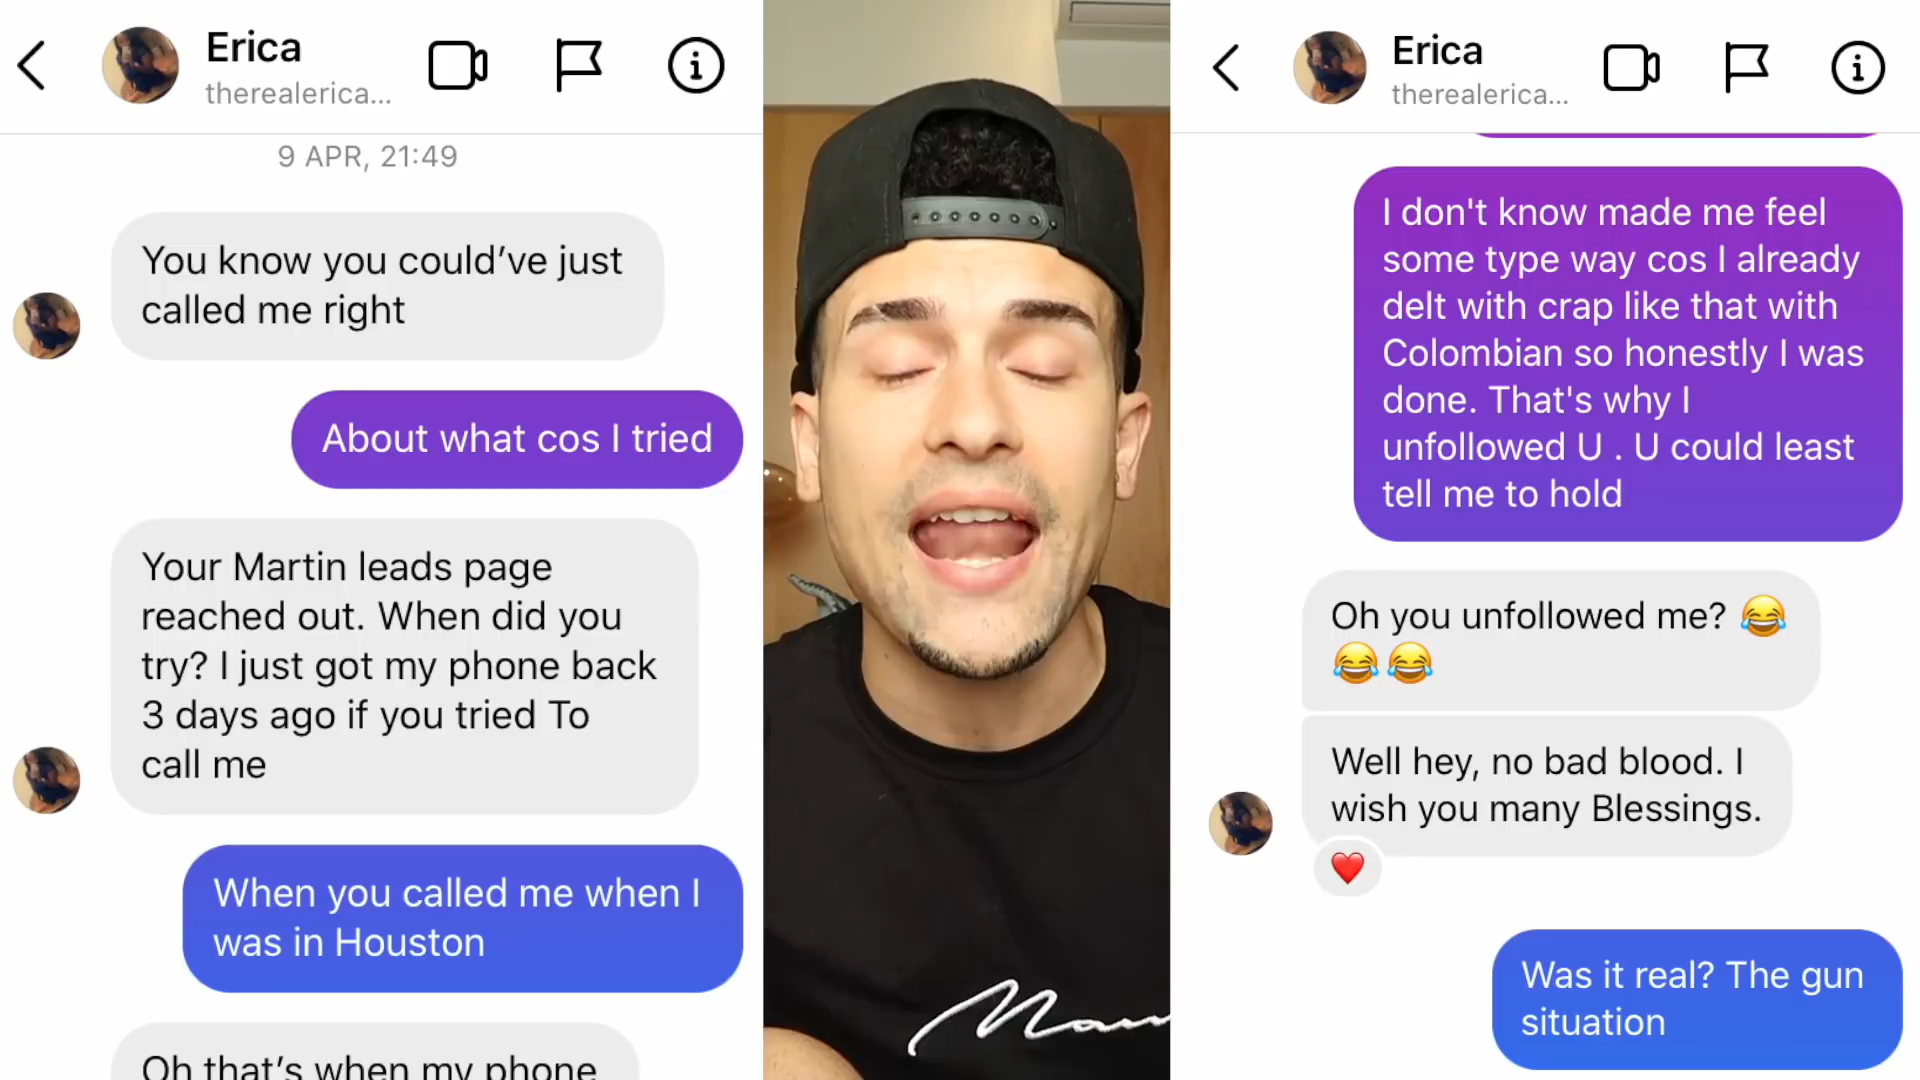 Erica
therealerica...
9 APR, 21:49
You know you could've just
called me right
About what cos I tried
Your Martin leads page
reached out. When did you
try? I just got my phone back
3 days ago if you tried To
call me
When you called me when I
was in Houston
Oh that's when my phone
Erica
therealerica...
I don't know made me feel
some type way cos I already
delt with crap like that with
Colombian so honestly I was
done. That's why I
unfollowed U . U could least
tell me to hold
Oh you unfollowed me? 😂
😂😂
Well hey, no bad blood. I
wish you many Blessings.
❤️
Was it real? The gun
situation